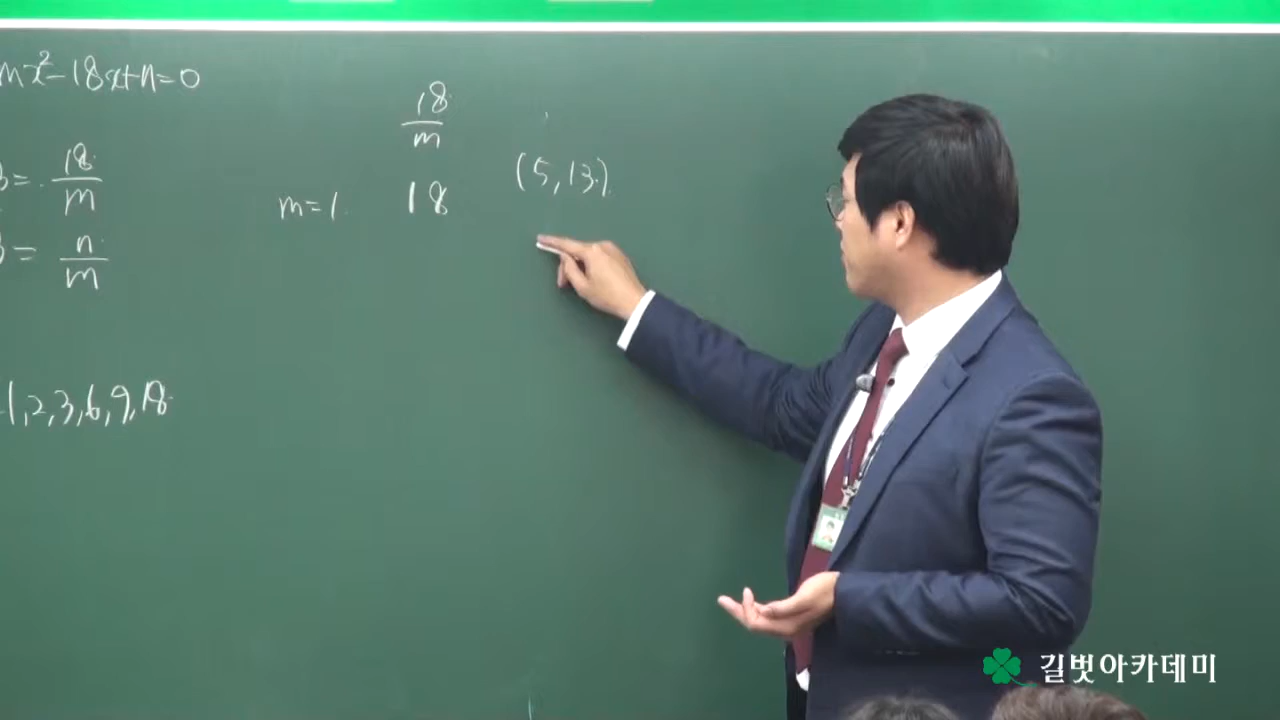 mx²-18x+n=0
β= 18/m
β= n/m
1,2,3,6,9,18
18/m
m=1 18 (5,13)
길벗아카데미